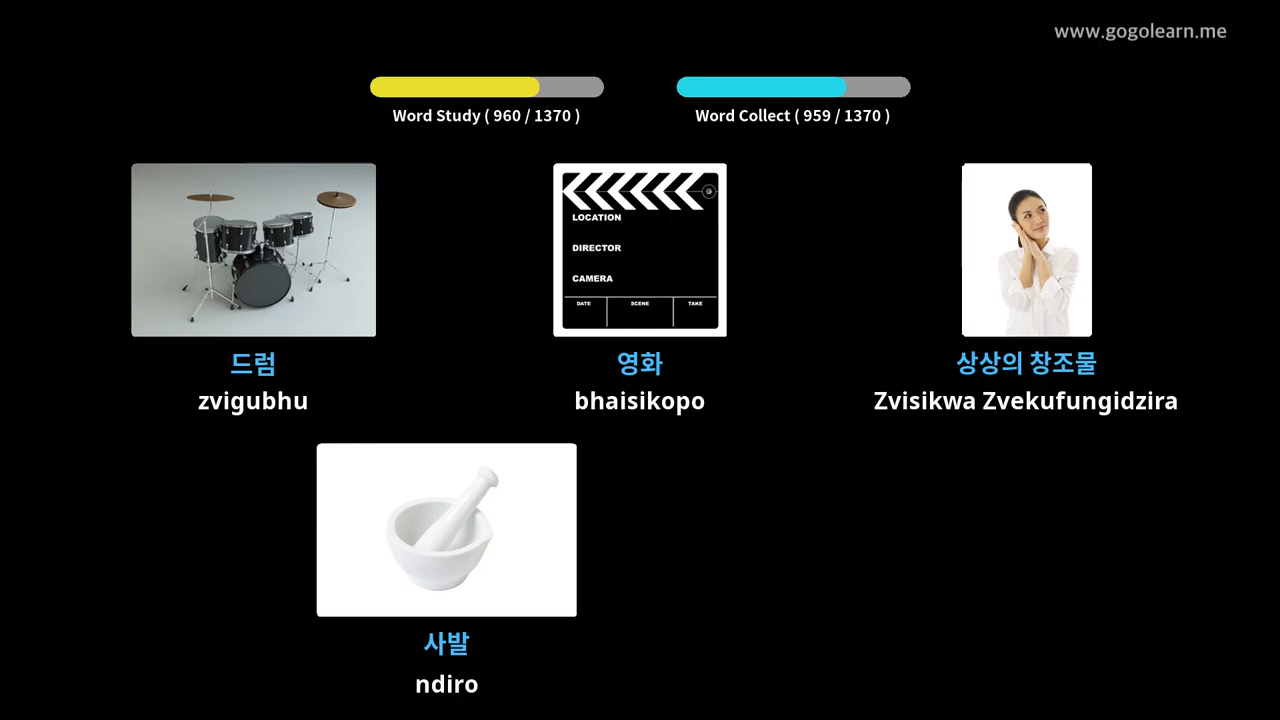 www.gogolearn.me
Word Study ( 960 / 1370 )
Word Collect ( 959 / 1370 )
LOCATION
DIRECTOR
CAMERA
DATE SCENE TAKE
드럼
zvigubhu
영화
bhaisikopo
상상의 창조물
Zvisikwa Zvekufungidzira
사발
ndiro